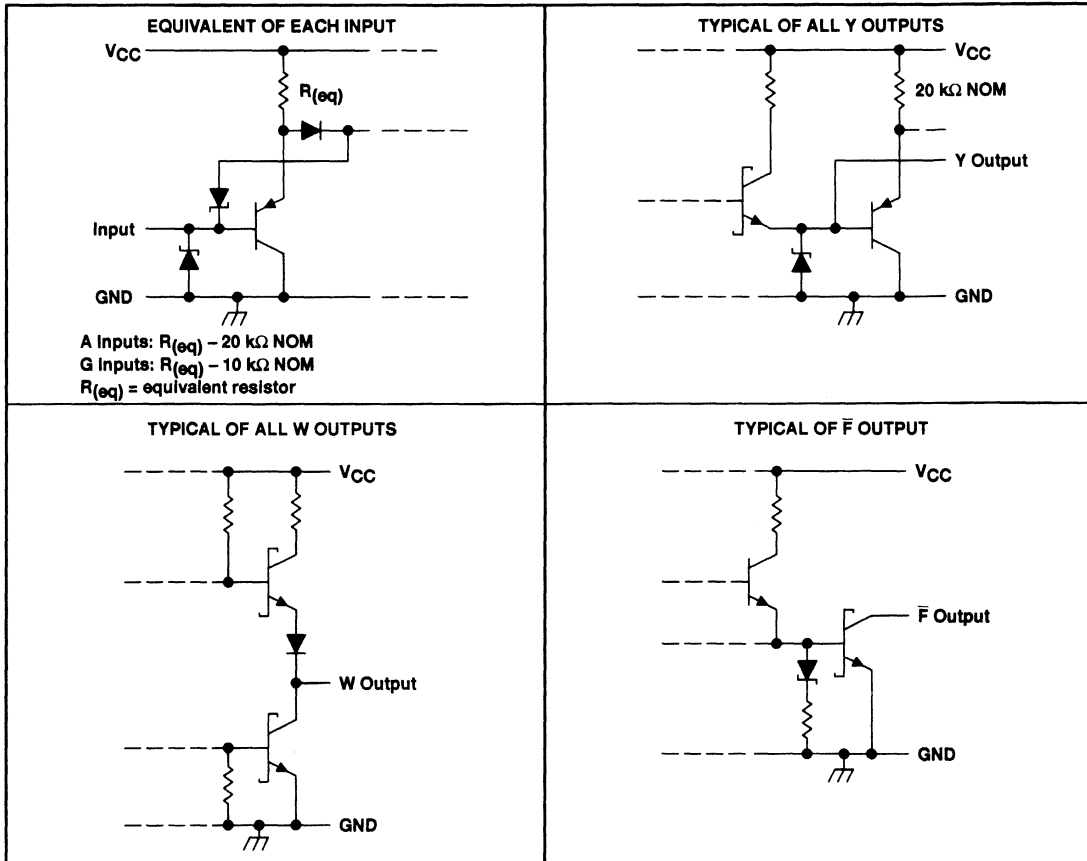 EQUIVALENT OF EACH INPUT
VCC
R(eq)
Input
GND
A Inputs: R(eq) – 20 kΩ NOM
G Inputs: R(eq) – 10 kΩ NOM
R(eq) = equivalent resistor
TYPICAL OF ALL Y OUTPUTS
VCC
20 kΩ NOM
Y Output
GND
TYPICAL OF ALL W OUTPUTS
VCC
W Output
GND
TYPICAL OF F̅ OUTPUT
VCC
F̅ Output
GND